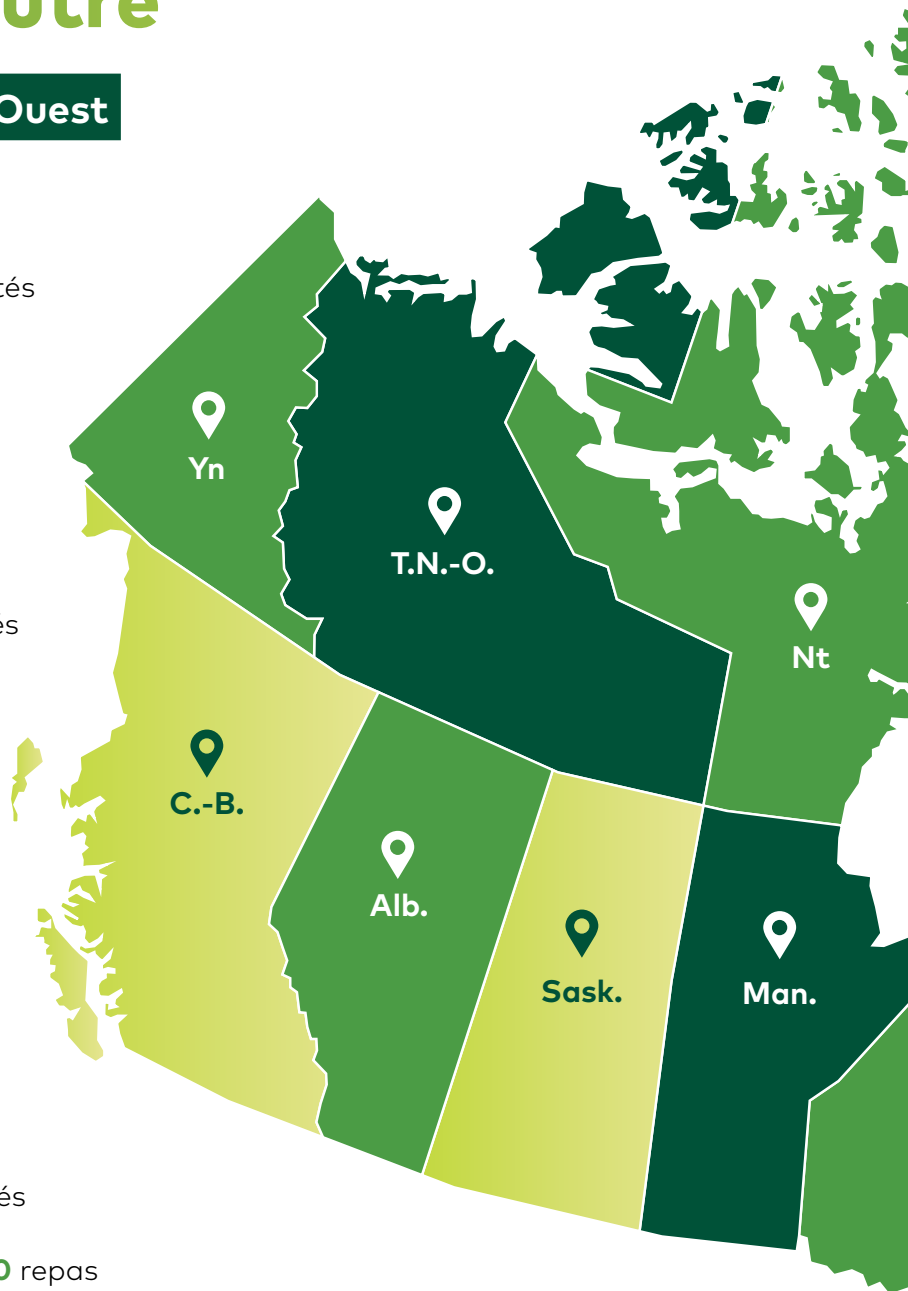 utre
Ouest
tés
Yn
T.N.-O.
és
Nt
C.-B.
Alb.
Sask.
Man.
és
0 repas